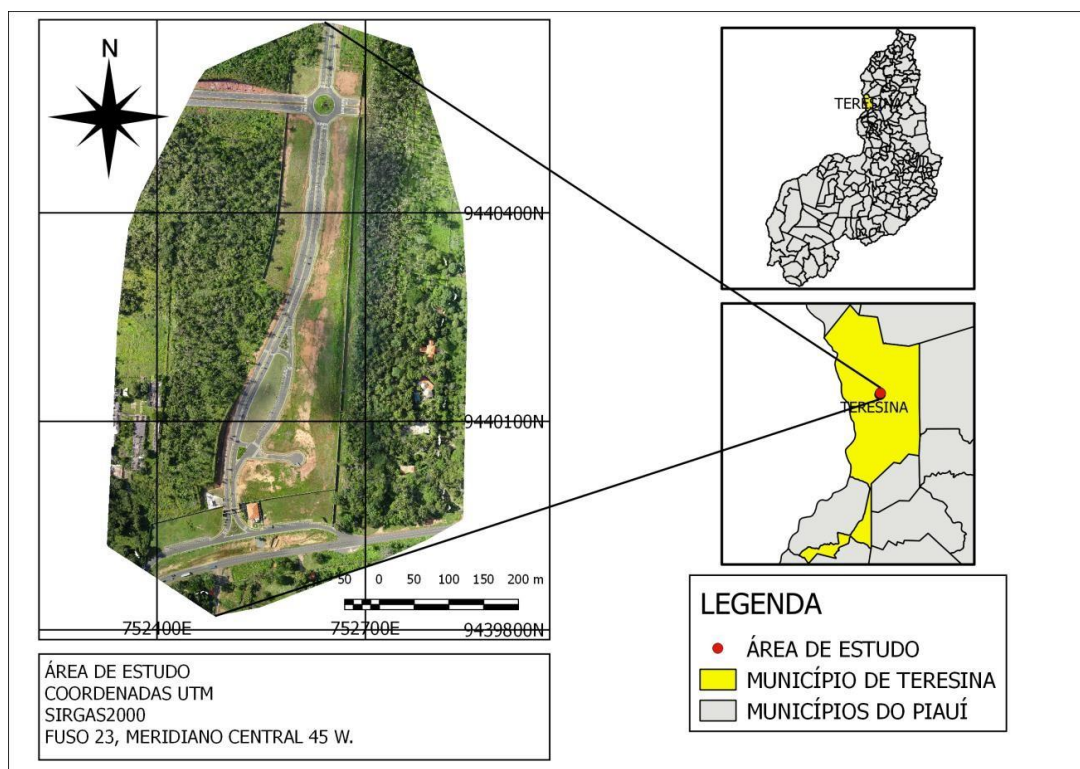 N
9440400N
9440100N
50 0 50 100 150 200 m
752400E 752700E 9439800N
ÁREA DE ESTUDO
COORDENADAS UTM
SIRGAS2000
FUSO 23, MERIDIANO CENTRAL 45 W.
TERESINA
TERESINA
LEGENDA
ÁREA DE ESTUDO
MUNICÍPIO DE TERESINA
MUNICÍPIOS DO PIAUÍ